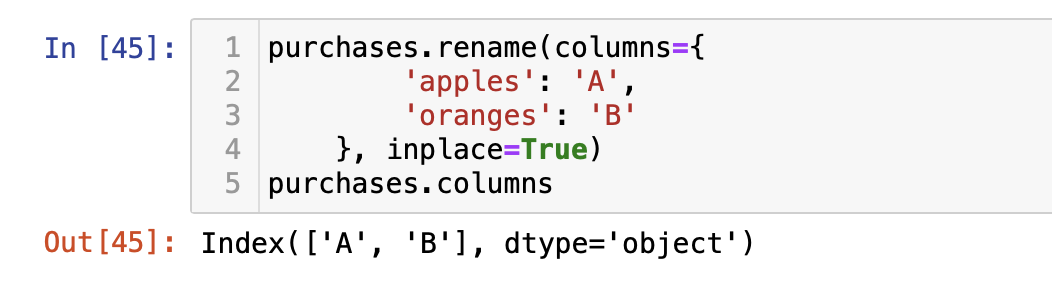 In [45]: 1 purchases.rename(columns={
2         'apples': 'A',
3         'oranges': 'B'
4     }, inplace=True)
5 purchases.columns
Out[45]: Index(['A', 'B'], dtype='object')